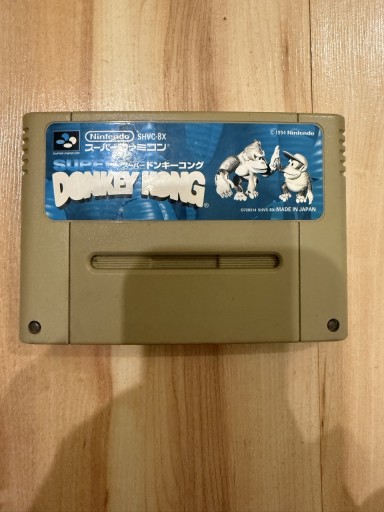 Nintendo SHVC-8X
© 1994 Nintendo
スーパーファミコン
SUPER スーパードンキーコング
DONKEY KONG
MADE IN JAPAN